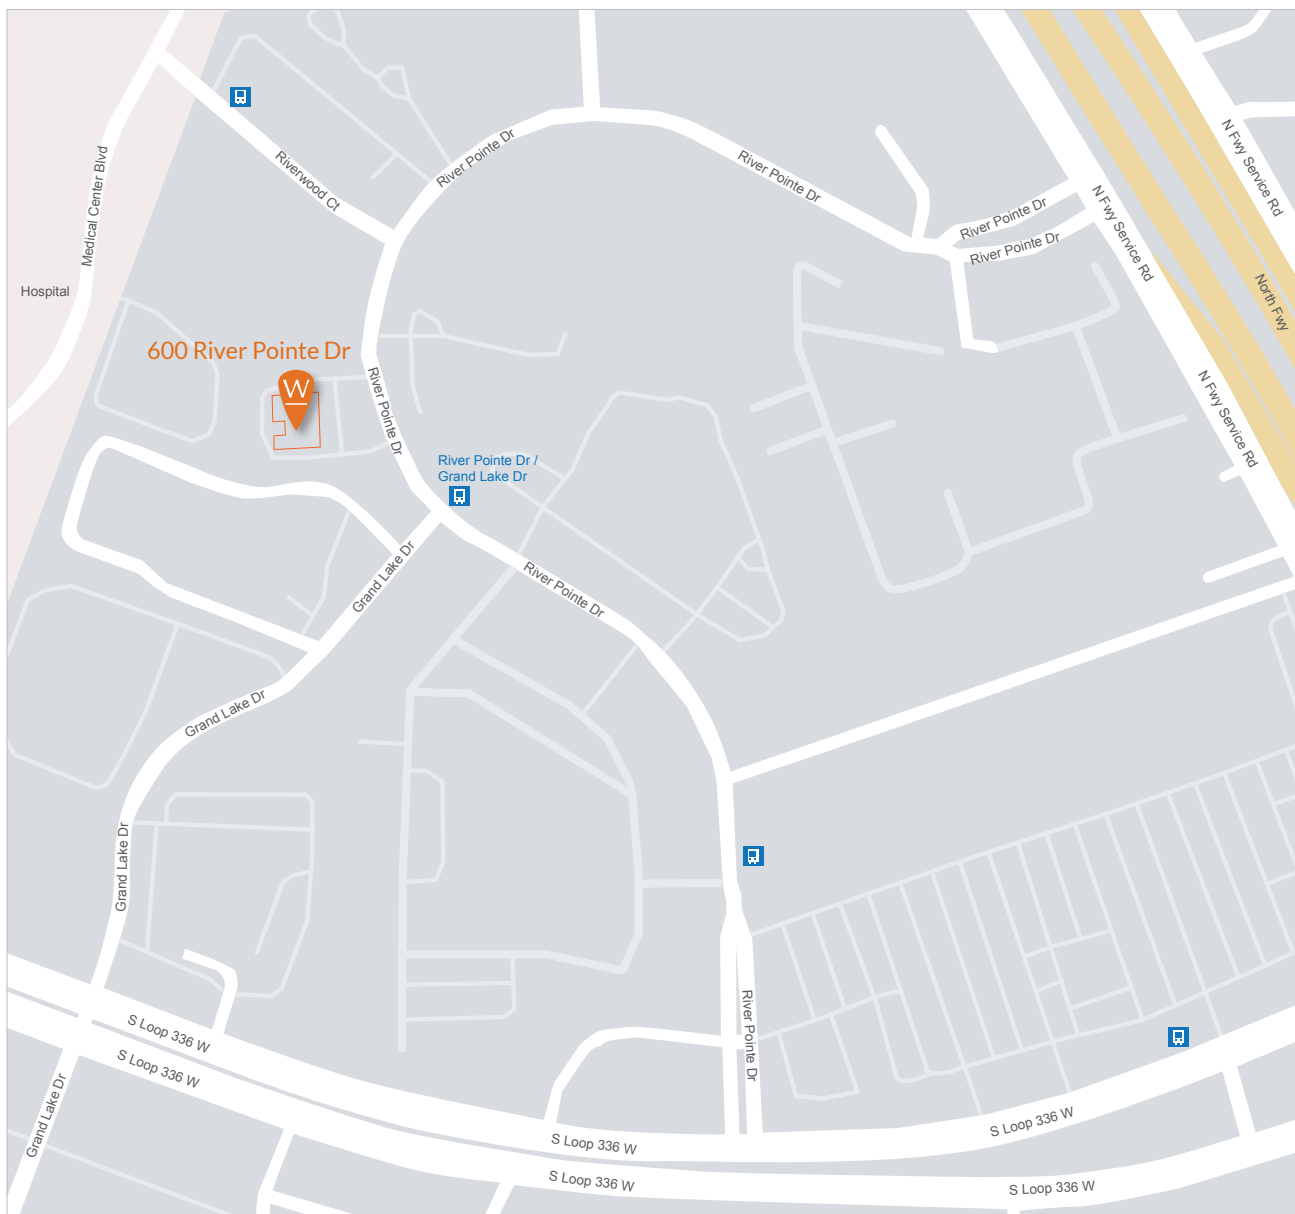 River Pointe Dr
River Pointe Dr
N Fwy Service Rd
Riverwood Ct
Medical Center Blvd
River Pointe Dr
N Fwy Service Rd
River Pointe Dr
Hospital
North Fwy
600 River Pointe Dr
W
River Pointe Dr
N Fwy Service Rd
River Pointe Dr /
Grand Lake Dr
Grand Lake Dr
River Pointe Dr
Grand Lake Dr
Grand Lake Dr
S Loop 336 W
River Pointe Dr
S Loop 336 W
Grand Lake Dr
S Loop 336 W
S Loop 336 W
S Loop 336 W
S Loop 336 W